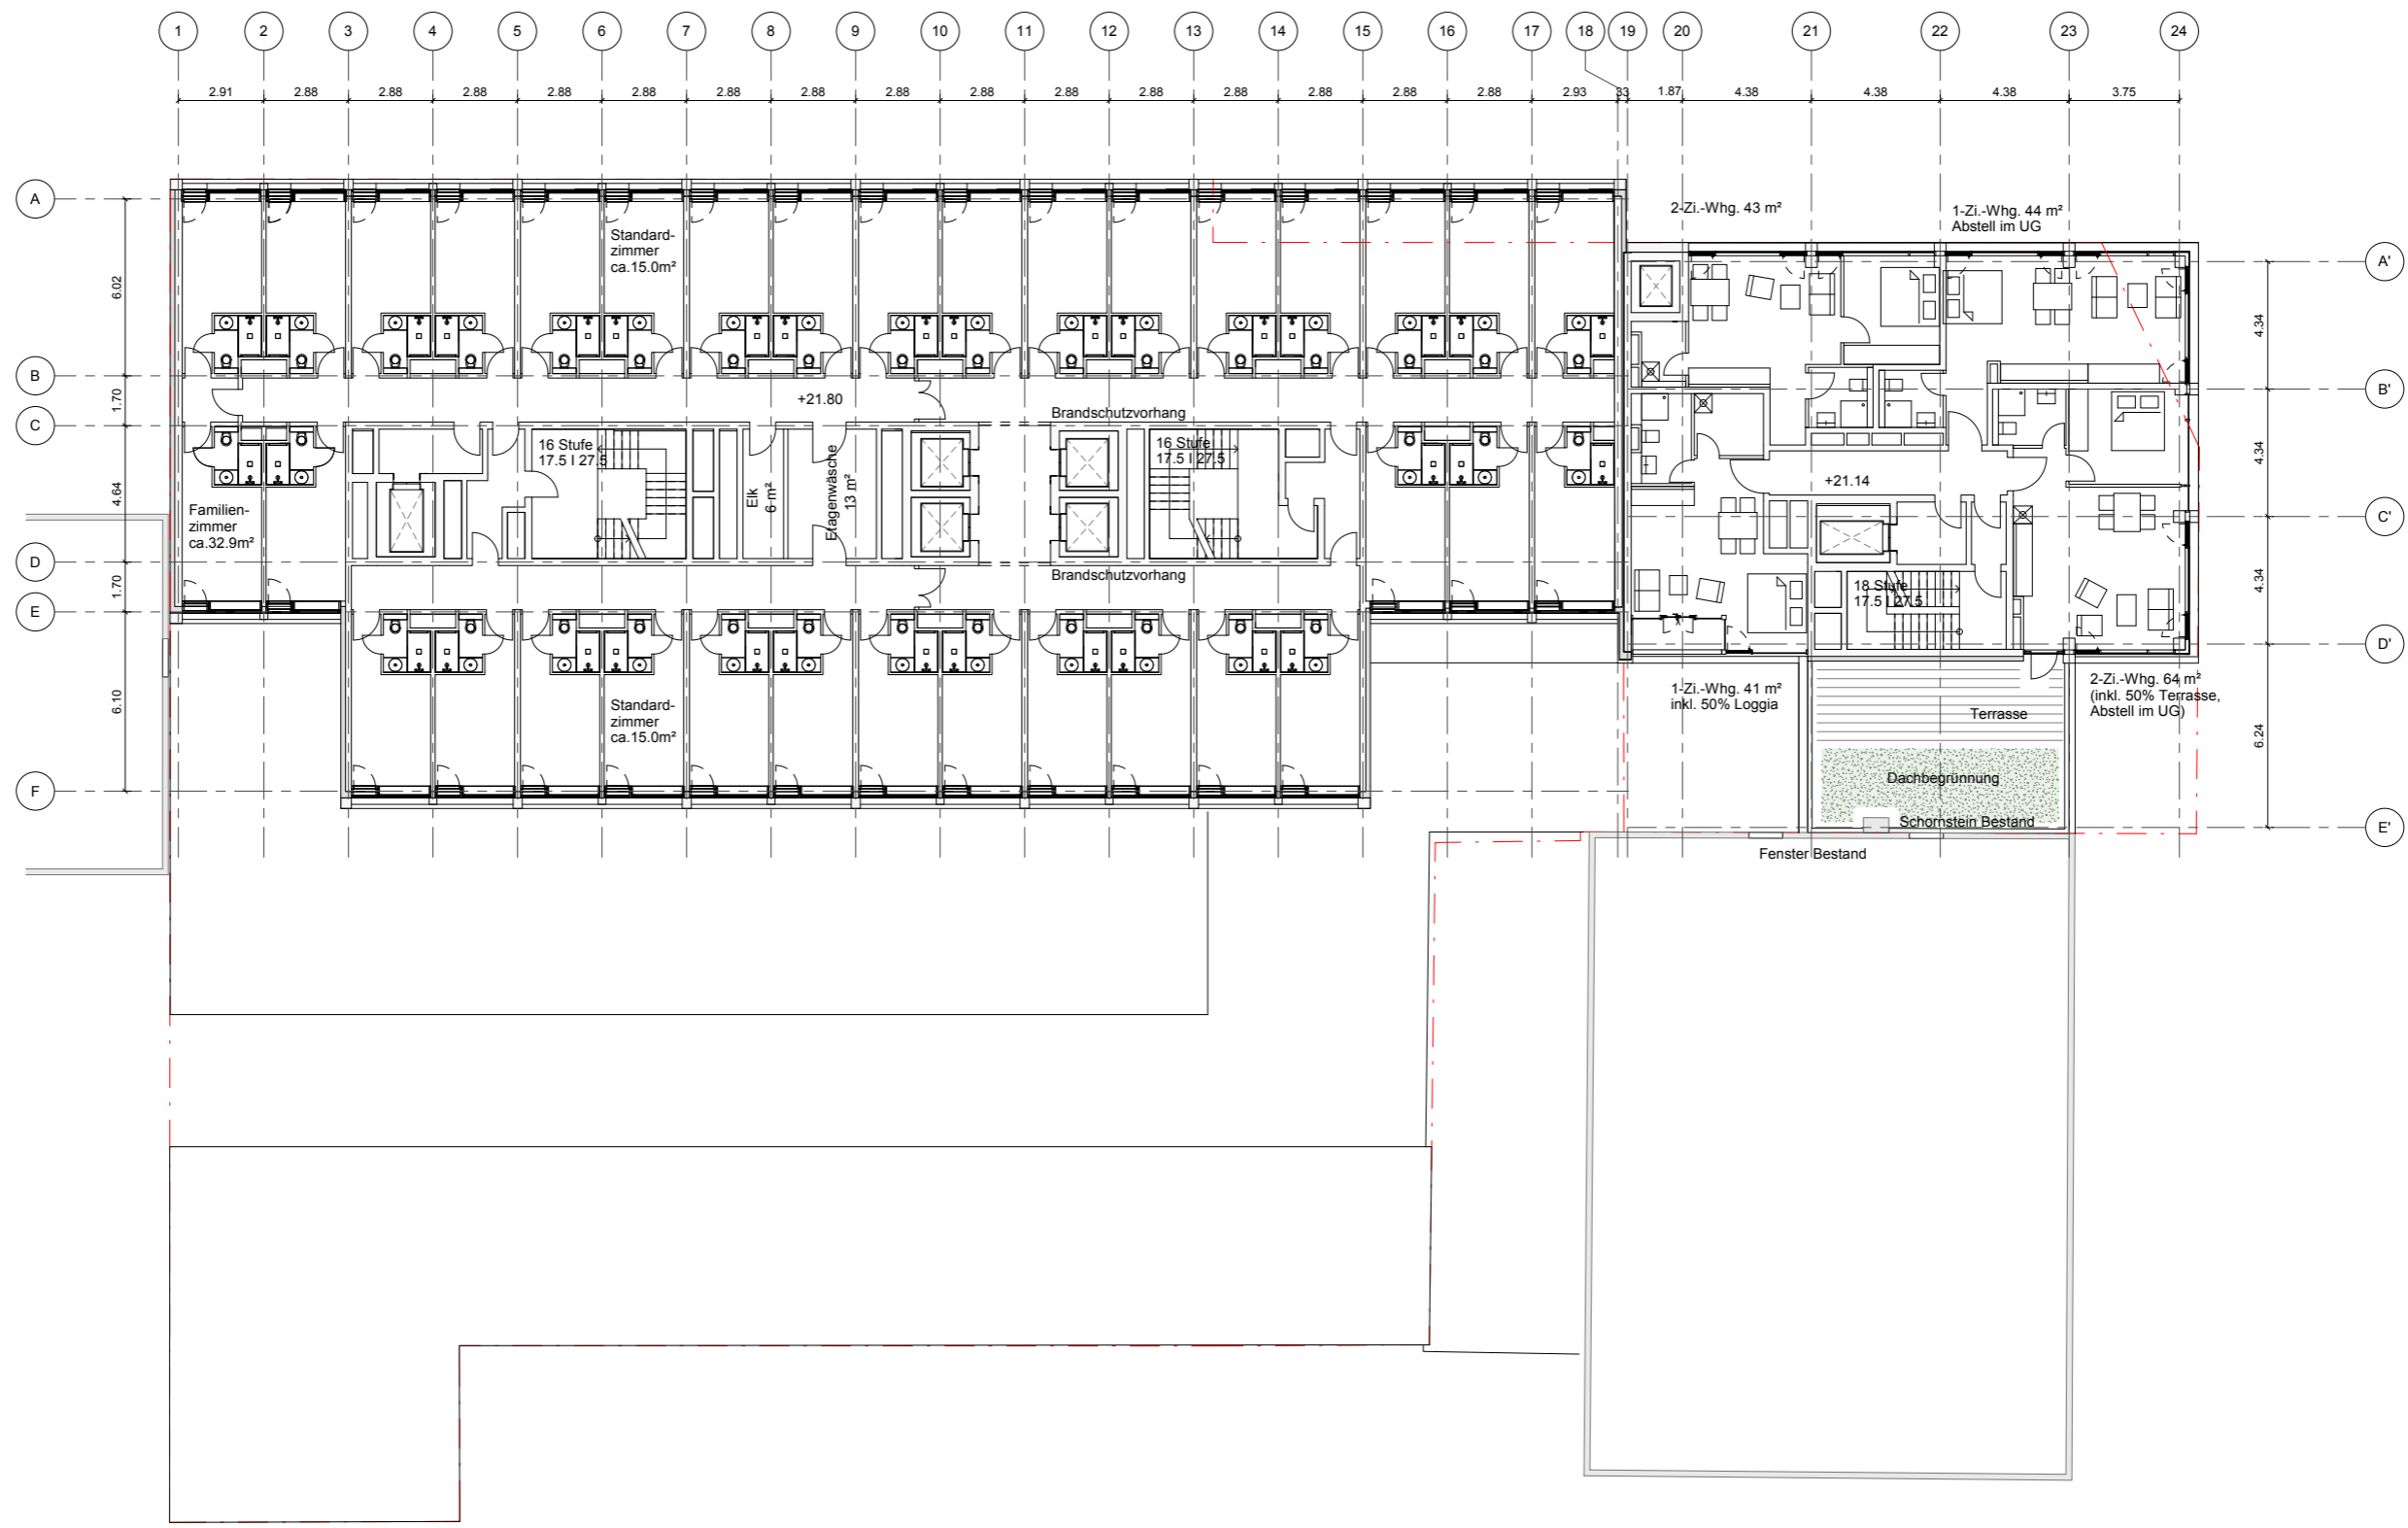 1 2 3 4 5 6 7 8 9 10 11 12 13 14 15 16 17 18 19 20 21 22 23 24
2.91 2.88 2.88 2.88 2.88 2.88 2.88 2.88 2.88 2.88 2.88 2.88 2.88 2.88 2.88 2.88 2.93 33 1.87 4.38 4.38 4.38 3.75
A
2-Zi.-Whg. 43 m²
1-Zi.-Whg. 44 m²
Abstell im UG
Standard-
zimmer
ca.15.0m²
A'
6.02
4.34
B
B'
1.70
+21.80
Brandschutzvorhang
C
16 Stufe
17.5 I 27.5
Elk
6 m²
Etagenwäsche
13 m²
16 Stufe
17.5 I 27.5
4.64
4.34
+21.14
Familien-
zimmer
ca.32.9m²
C'
D
Brandschutzvorhang
1.70
18 Stufe
17.5 I 27.5
4.34
E
D'
6.10
Standard-
zimmer
ca.15.0m²
1-Zi.-Whg. 41 m²
inkl. 50% Loggia
2-Zi.-Whg. 64 m²
(inkl. 50% Terrasse,
Abstell im UG)
Terrasse
6.24
F
Dachbegrünnung
Schornstein Bestand
E'
Fenster Bestand